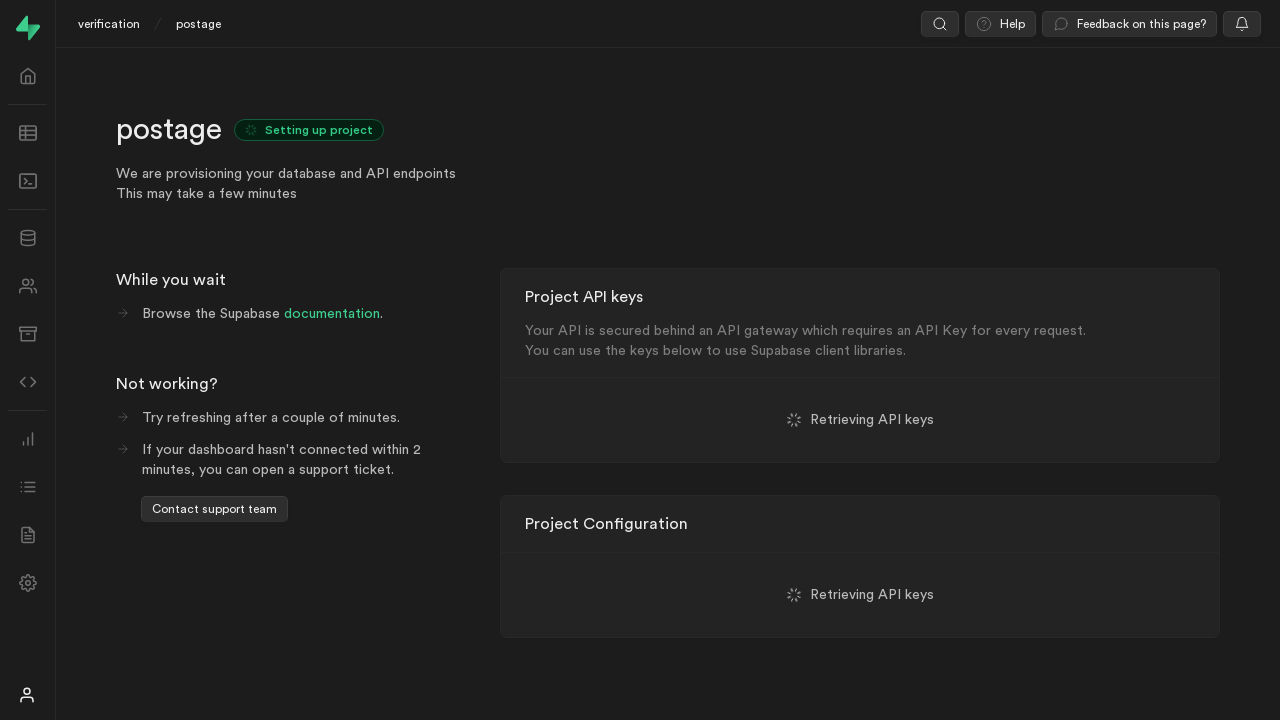 verification / postage
Help
Feedback on this page?
postage
Setting up project
We are provisioning your database and API endpoints
This may take a few minutes
While you wait
Browse the Supabase documentation.
Not working?
Try refreshing after a couple of minutes.
If your dashboard hasn't connected within 2
minutes, you can open a support ticket.
Contact support team
Project API keys
Your API is secured behind an API gateway which requires an API Key for every request.
You can use the keys below to use Supabase client libraries.
Retrieving API keys
Project Configuration
Retrieving API keys